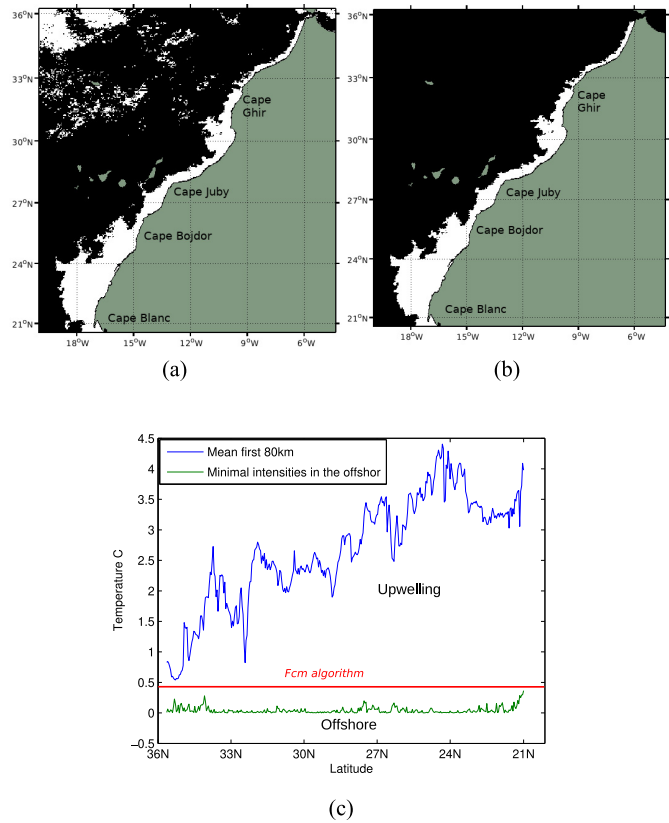 36°N
33°N
30°N
27°N
24°N
21°N
18°W
15°W
12°W
9°W
6°W
Cape
Ghir
Cape Juby
Cape Bojdor
Cape Blanc
(a)
36°N
33°N
30°N
27°N
24°N
21°N
18°W
15°W
12°W
9°W
6°W
Cape
Ghir
Cape Juby
Cape Bojdor
Cape Blanc
(b)
4.5
4
3.5
3
2.5
2
1.5
1
0.5
0
−0.5
Temperature C
Mean first 80km
Minimal intensities in the offshor
Upwelling
Fcm algorithm
Offshore
36N
33N
30N
27N
24N
21N
Latitude
(c)